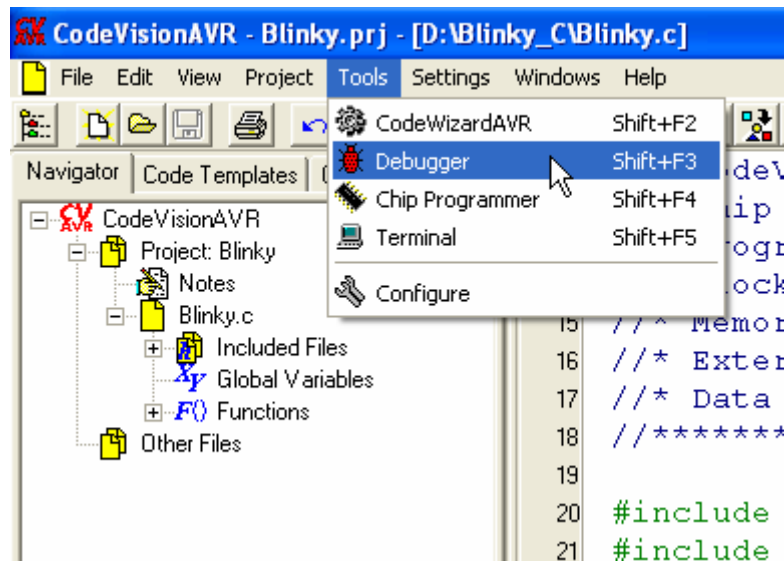 CodeVisionAVR - Blinky.prj - [D:\Blinky_C\Blinky.c]
File Edit View Project Tools Settings Windows Help
CodeWizardAVR Shift+F2
Debugger Shift+F3
Chip Programmer Shift+F4
Terminal Shift+F5
Configure
Navigator Code Templates
CodeVisionAVR
Project: Blinky
Notes
Blinky.c
Included Files
Global Variables
F() Functions
Other Files
15 //* Memor
16 //* Exter
17 //* Data
18 //*******
19
20 #include
21 #include